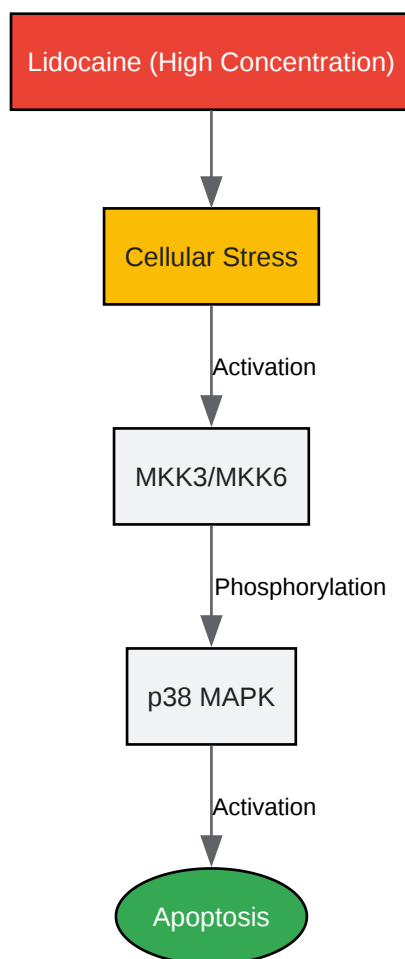 Lidocaine (High Concentration)
Cellular Stress
Activation
MKK3/MKK6
Phosphorylation
p38 MAPK
Activation
Apoptosis